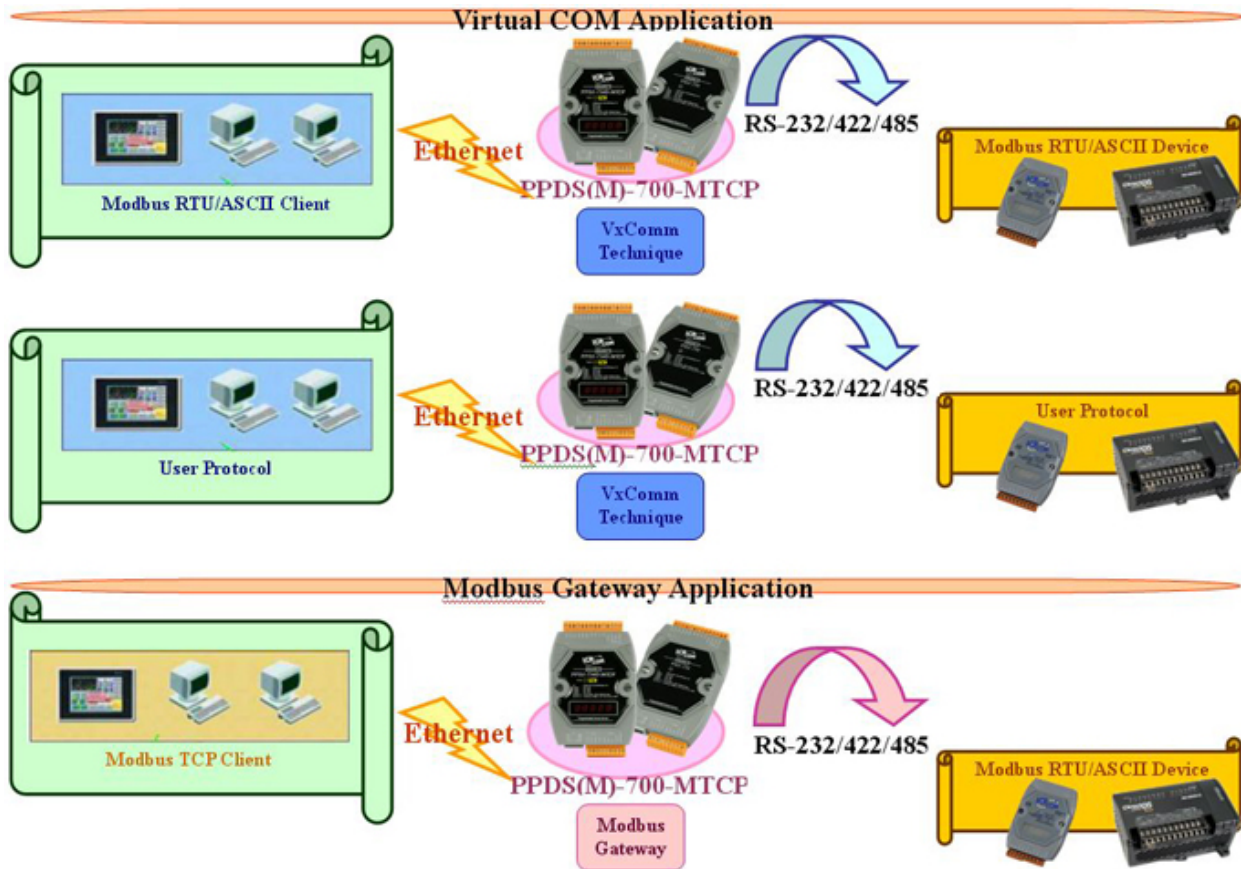 Virtual COM Application
Modbus RTU/ASCII Client
Ethernet
PPDS(M)-700-MTCP
VxComm
Technique
RS-232/422/485
Modbus RTU/ASCII Device
User Protocol
Ethernet
PPDS(M)-700-MTCP
VxComm
Technique
RS-232/422/485
User Protocol
Modbus Gateway Application
Modbus TCP Client
Ethernet
PPDS(M)-700-MTCP
Modbus
Gateway
RS-232/422/485
Modbus RTU/ASCII Device